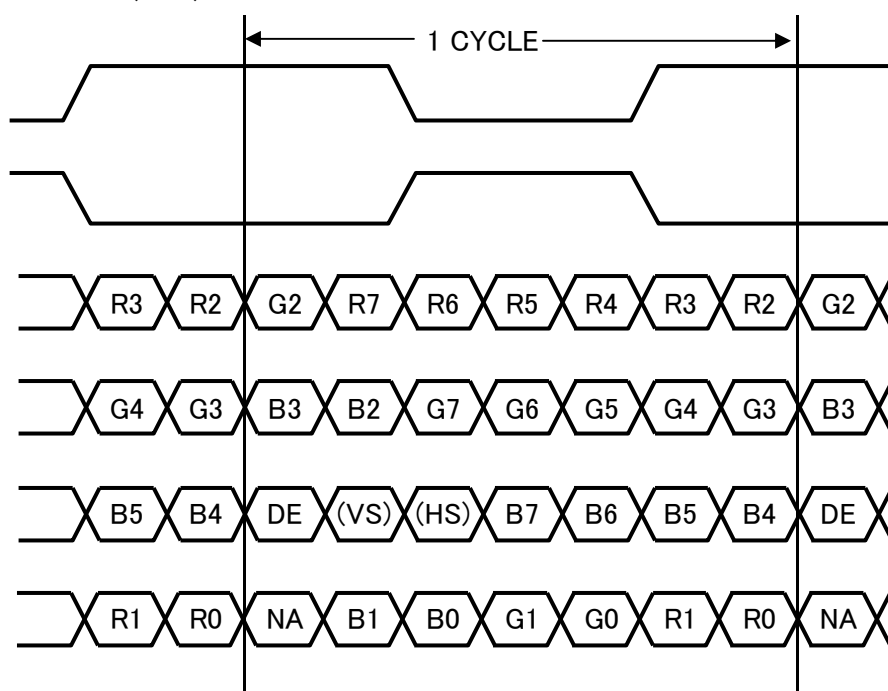 1 CYCLE
R3 R2 G2 R7 R6 R5 R4 R3 R2 G2
G4 G3 B3 B2 G7 G6 G5 G4 G3 B3
B5 B4 DE (VS) (HS) B7 B6 B5 B4 DE
R1 R0 NA B1 B0 G1 G0 R1 R0 NA